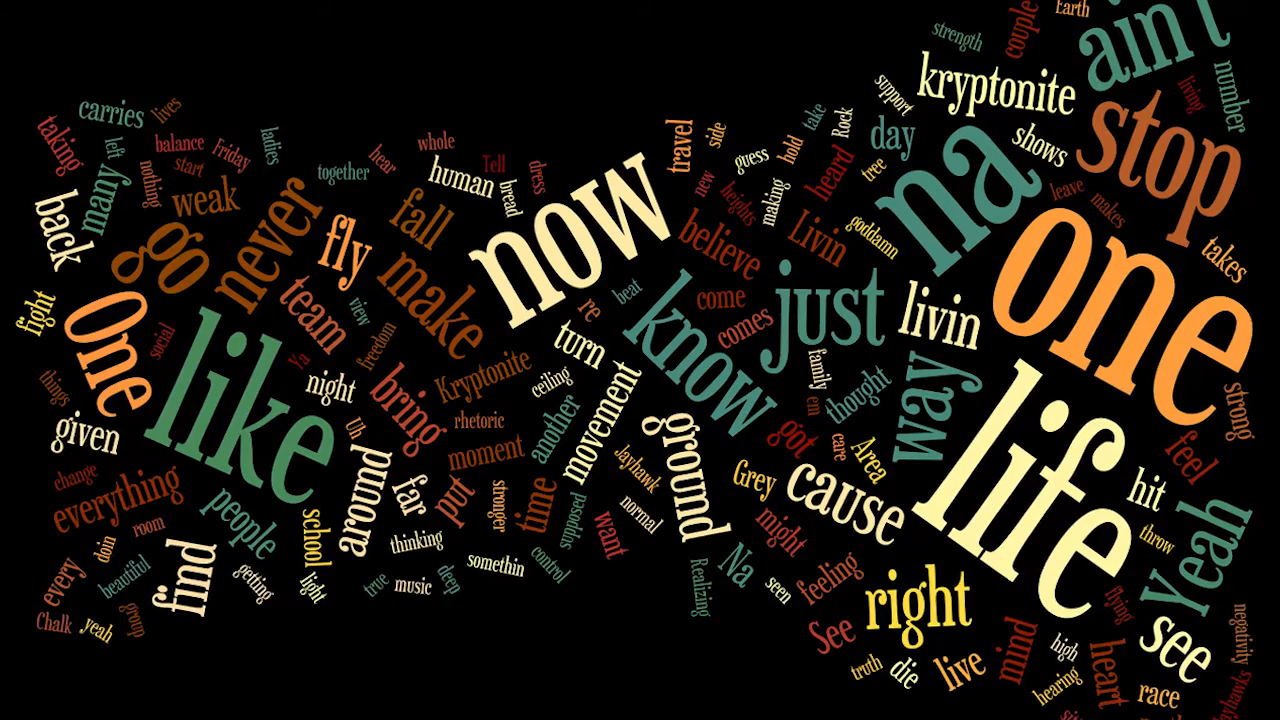 couple
Earth
ain't
strength
number
kryptonite
living
support
carries
lives
taking
left
balance
Friday
ladies
start
nothing
many
weak
back
together
hear
whole
human
Tell
bread
dress
travel
side
guess
hold
take
Rock
day
shows
stop
tree
heard
new
heights
making
na
leave
makes
takes
goddamn
Livin
believe
now
fall
fly
never
go
make
team
view
freedom
fight
One
social
like
Ya
night
re
beat
turn
know
come
comes
just
livin
one
family
em
thought
way
strong
things
given
bring
Kryptonite
ceiling
rhetoric
another
movement
moment
Uh
around
far
put
stronger
time
Jayhawk
normal
ground
got
care
Area
Grey
cause
life
feel
hit
Yeah
throw
change
everything
people
school
room
doin
every
beautiful
find
getting
light
thinking
true
music
deep
somethin
control
supposed
want
might
Realizing
Na
seen
feeling
right
See
truth
die
live
mind
high
hearing
flying
heart
see
race
negativity
Chalk
yeah
group